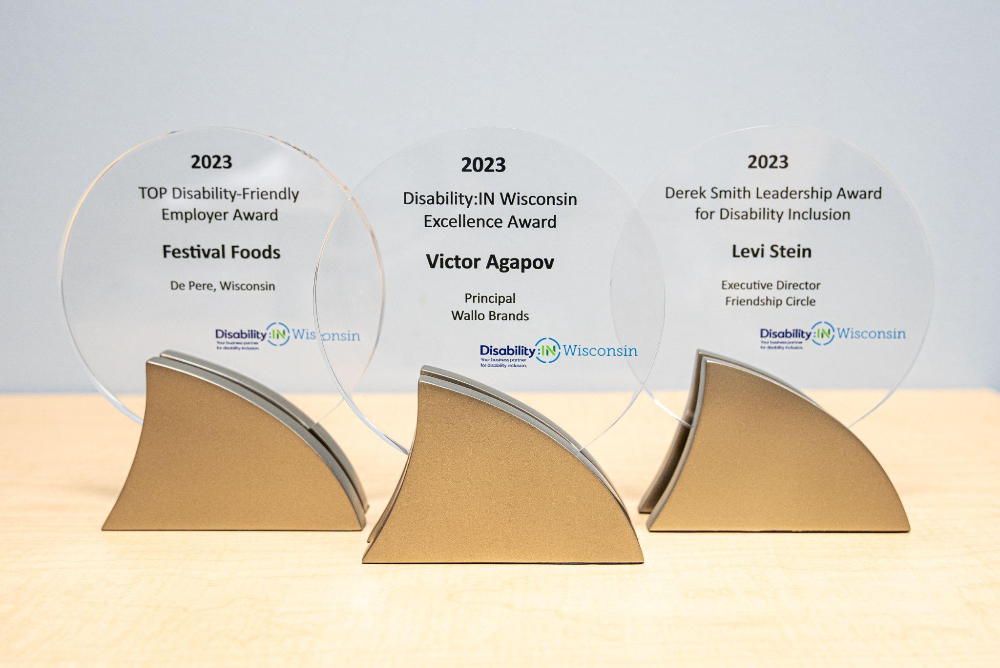 2023
TOP Disability-Friendly
Employer Award
Festival Foods
De Pere, Wisconsin
Disability:IN Wisconsin
Your business partner
for disability inclusion.
2023
Disability:IN Wisconsin
Excellence Award
Victor Agapov
Principal
Wallo Brands
Disability:IN Wisconsin
Your business partner
for disability inclusion.
2023
Derek Smith Leadership Award
for Disability Inclusion
Levi Stein
Executive Director
Friendship Circle
Disability:IN Wisconsin
Your business partner
for disability inclusion.